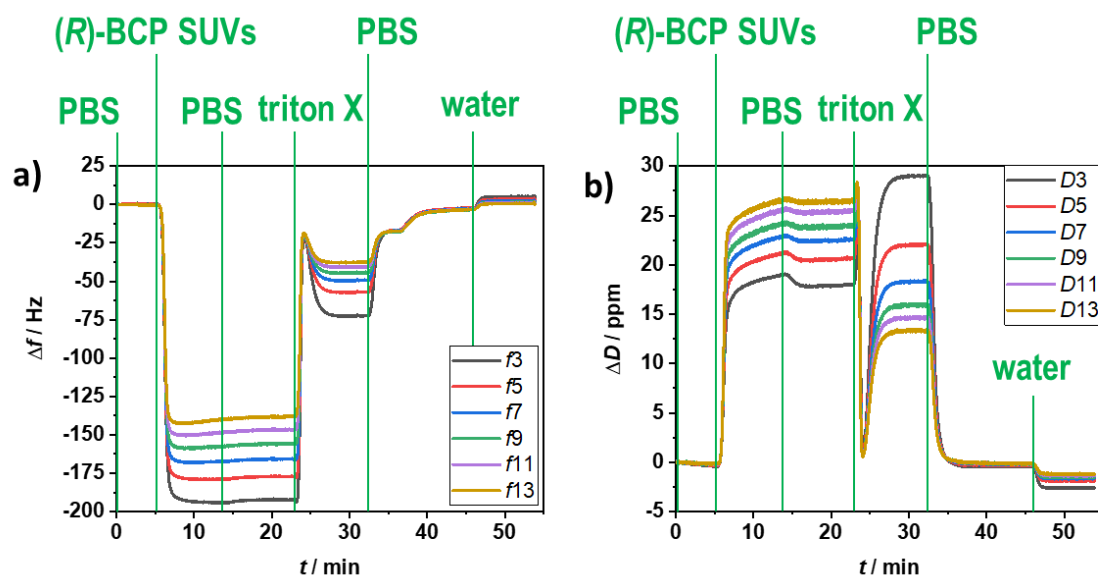 (R)-BCP SUVs PBS
PBS PBS triton X water
a)
25
0
-25
-50
-75
-100
-125
-150
-175
-200
Δf / Hz
f3
f5
f7
f9
f11
f13
0 10 20 30 40 50
t / min
(R)-BCP SUVs PBS
PBS PBS triton X
b)
30
25
20
15
10
5
0
-5
ΔD / ppm
D3
D5
D7
D9
D11
D13
water
0 10 20 30 40 50
t / min